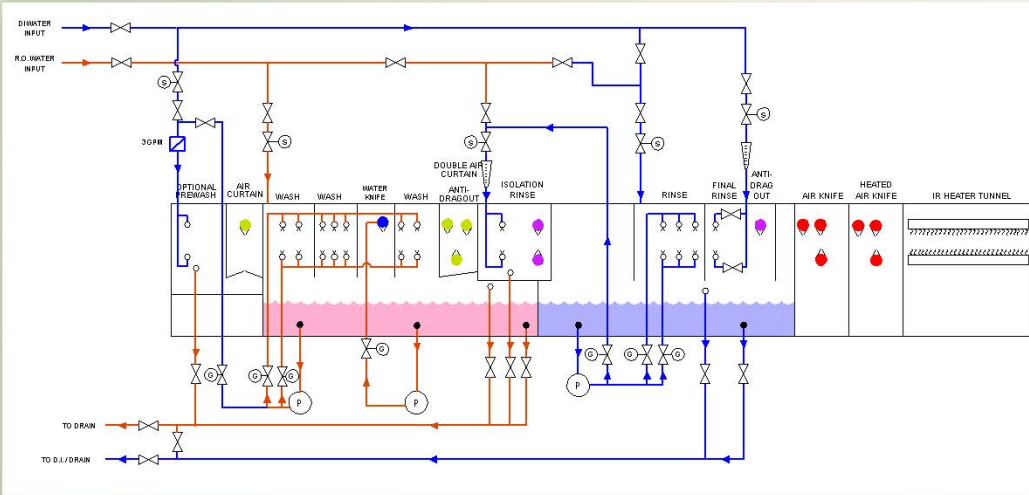 DI WATER
INPUT
R.O. WATER
INPUT
S
3 GPM
S
S
S
S
OPTIONAL
PREWASH
AIR
CURTAIN
WASH
WASH
WATER
KNIFE
WASH
DOUBLE AIR
CURTAIN
ANTI-
DRAGOUT
ISOLATION
RINSE
RINSE
FINAL
RINSE
ANTI-
DRAG
OUT
AIR KNIFE
HEATED
AIR KNIFE
IR HEATER TUNNEL
G
G
G
G
G
G
G
P
P
P
TO DRAIN
TO D.I./DRAIN